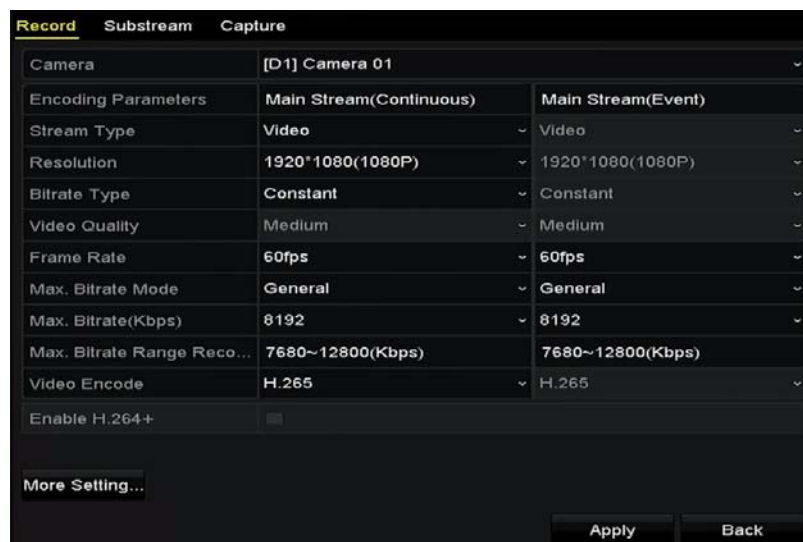 Record Substream Capture
Camera [D1] Camera 01
Encoding Parameters Main Stream(Continuous) Main Stream(Event)
Stream Type Video Video
Resolution 1920*1080(1080P) 1920*1080(1080P)
Bitrate Type Constant Constant
Video Quality Medium Medium
Frame Rate 60fps 60fps
Max. Bitrate Mode General General
Max. Bitrate(Kbps) 8192 8192
Max. Bitrate Range Reco... 7680~12800(Kbps) 7680~12800(Kbps)
Video Encode H.265 H.265
Enable H.264+
More Setting...
Apply Back